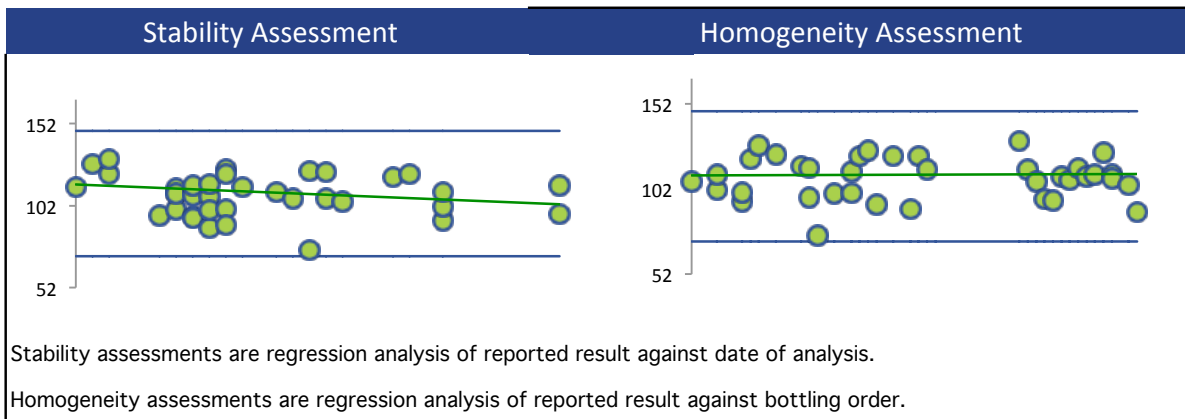 Stability Assessment
Homogeneity Assessment
152
102
52
152
102
52
Stability assessments are regression analysis of reported result against date of analysis.
Homogeneity assessments are regression analysis of reported result against bottling order.